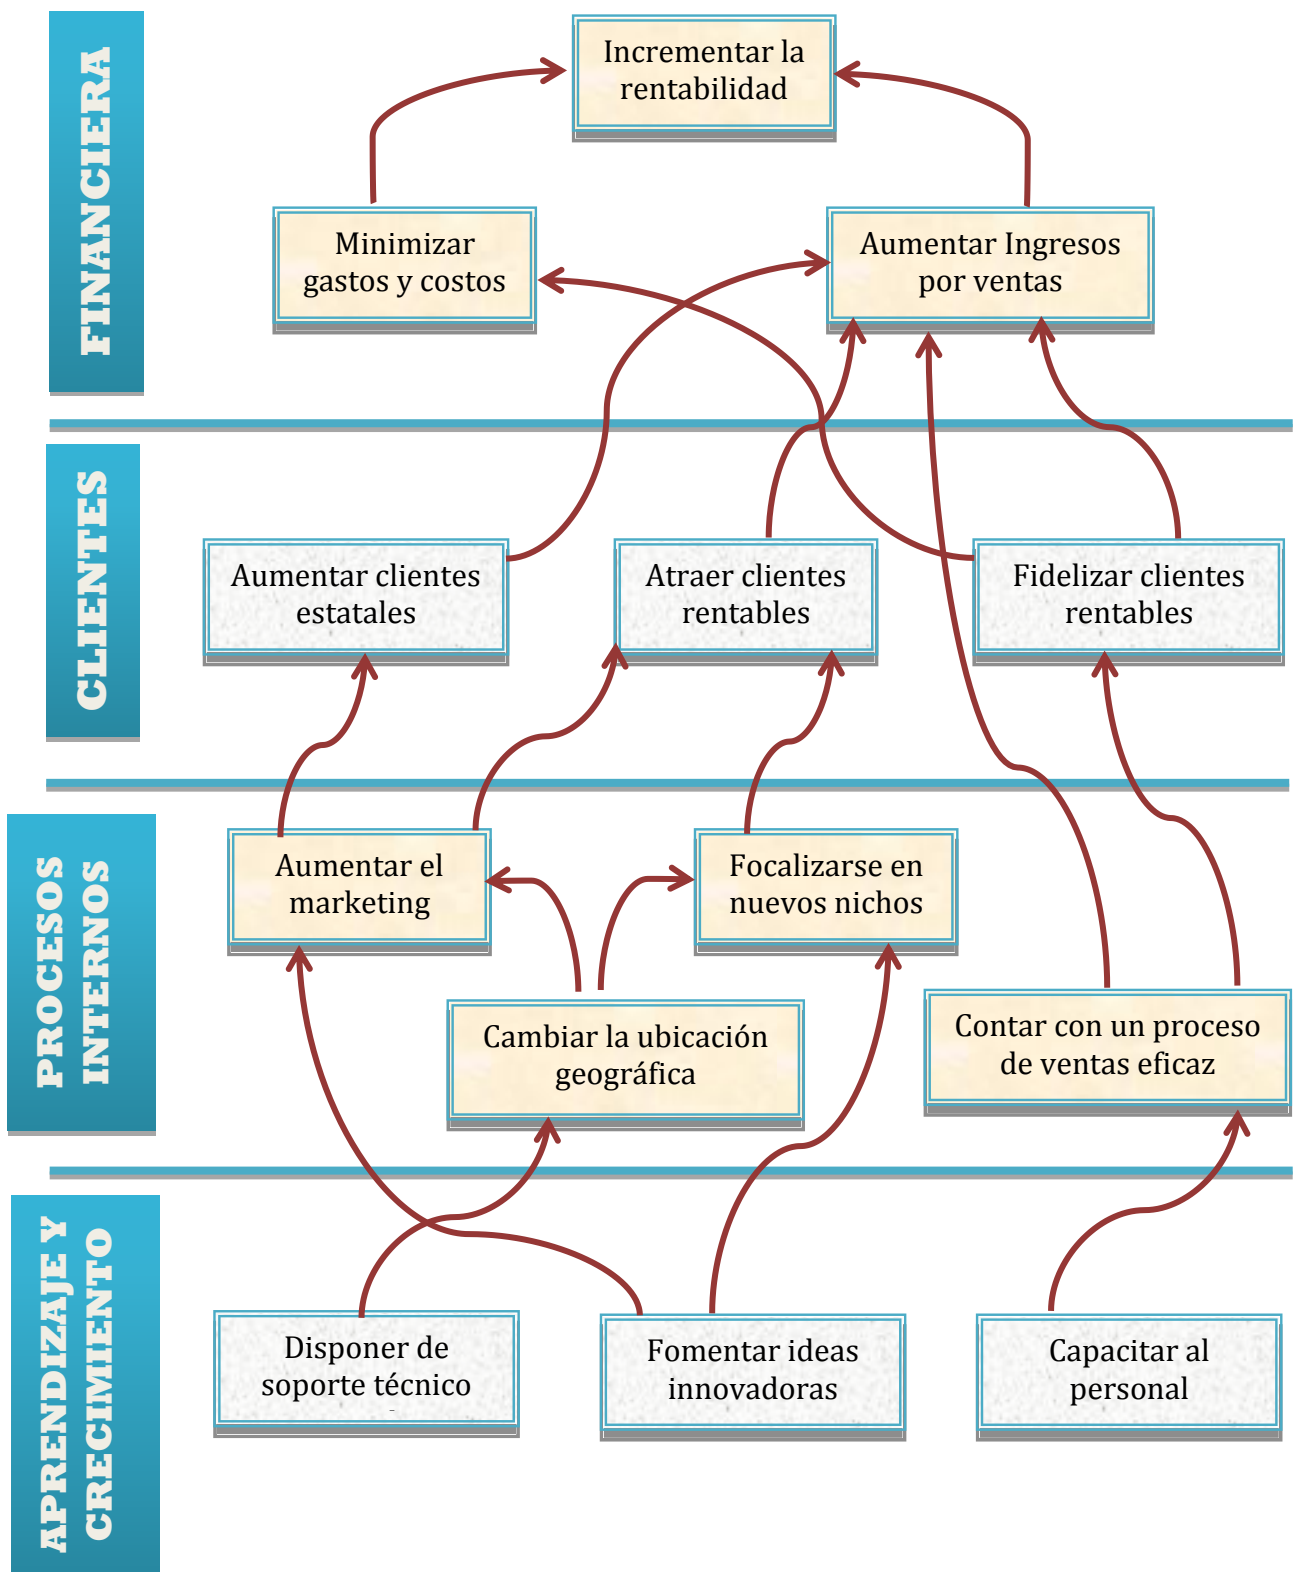 FINANCIERA
Incrementar la
rentabilidad
Minimizar
gastos y costos
Aumentar Ingresos
por ventas
CLIENTES
Aumentar clientes
estatales
Atraer clientes
rentables
Fidelizar clientes
rentables
PROCESOS
INTERNOS
Aumentar el
marketing
Focalizarse en
nuevos nichos
Cambiar la ubicación
geográfica
Contar con un proceso
de ventas eficaz
APRENDIZAJE Y
CRECIMIENTO
Disponer de
soporte técnico
Fomentar ideas
innovadoras
Capacitar al
personal